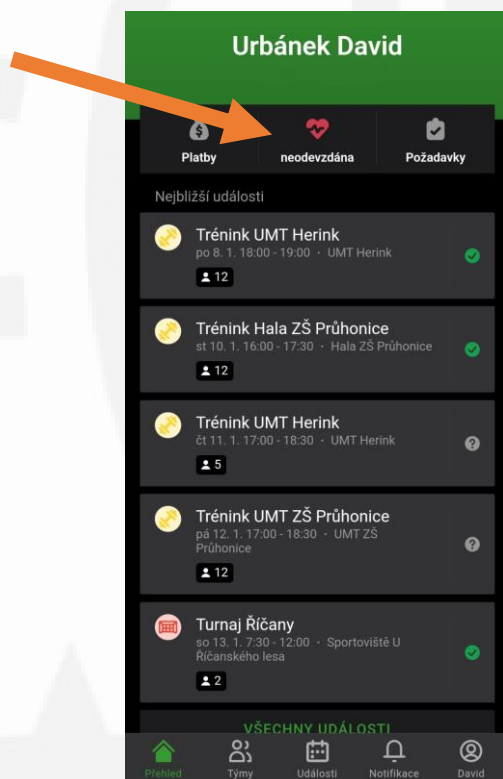 Urbánek David
Platby
neodevzdána
Požadavky
Nejbližší události
Trénink UMT Herink
po 8. 1. 18:00 - 19:00 · UMT Herink
12
Trénink Hala ZŠ Průhonice
st 10. 1. 16:00 - 17:30 · Hala ZŠ Průhonice
12
Trénink UMT Herink
čt 11. 1. 17:00 - 18:30 · UMT Herink
5
Trénink UMT ZŠ Průhonice
pá 12. 1. 17:00 - 18:30 · UMT ZŠ
Průhonice
12
Turnaj Říčany
so 13. 1. 7:30 - 12:00 · Sportoviště U
Říčanského lesa
2
VŠECHNY UDÁLOSTI
Přehled
Týmy
Události
Notifikace
David